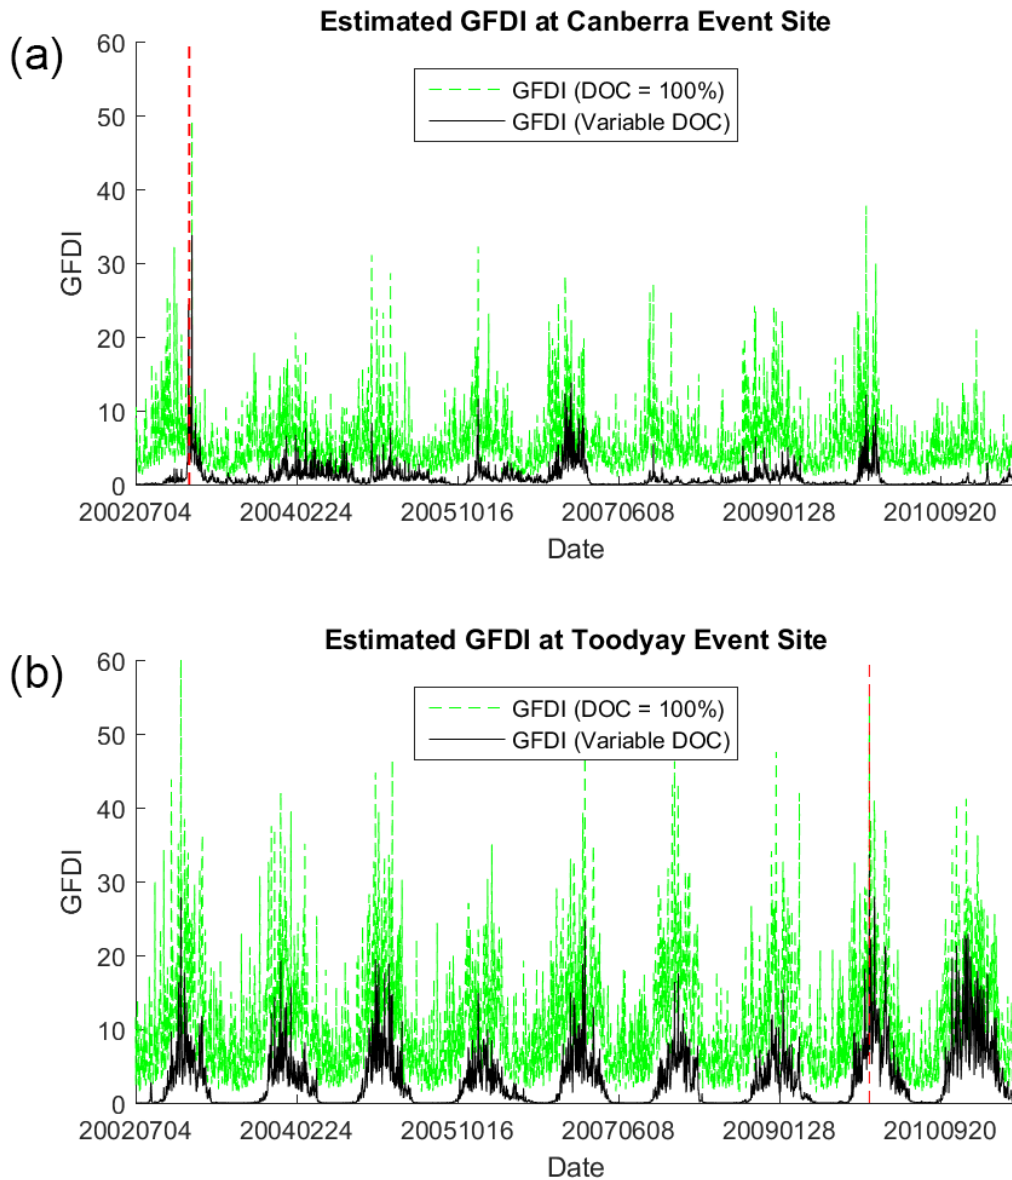 Estimated GFDI at Canberra Event Site
(a)
60
50
40
30
20
10
0
GFDI
GFDI (DOC = 100%)
GFDI (Variable DOC)
20020704 20040224 20051016 20070608 20090128 20100920
Date
Estimated GFDI at Toodyay Event Site
(b)
60
50
40
30
20
10
0
GFDI
GFDI (DOC = 100%)
GFDI (Variable DOC)
20020704 20040224 20051016 20070608 20090128 20100920
Date